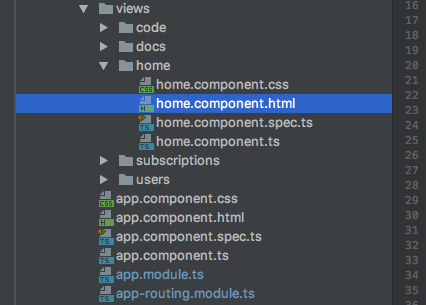 views
code
docs
home
home.component.css
home.component.html
home.component.spec.ts
home.component.ts
subscriptions
users
app.component.css
app.component.html
app.component.spec.ts
app.component.ts
app.module.ts
app-routing.module.ts
16
17
18
19
20
21
22
23
24
25
26
27
28
29
30
31
32
33
34
35